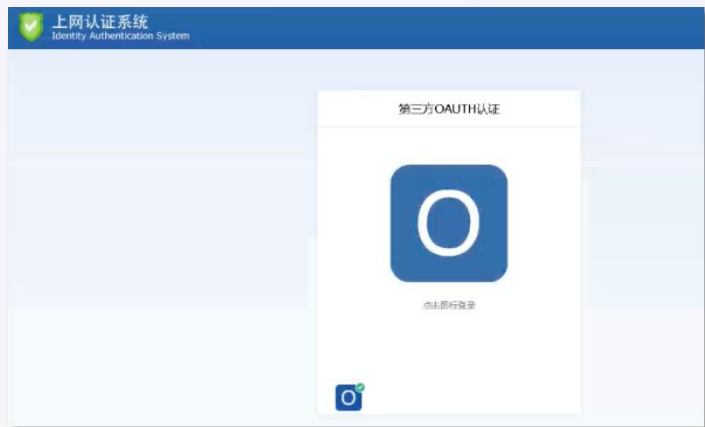 上网认证系统
Identity Authentication System
第三方OAUTH认证
O
点击图标登录
O